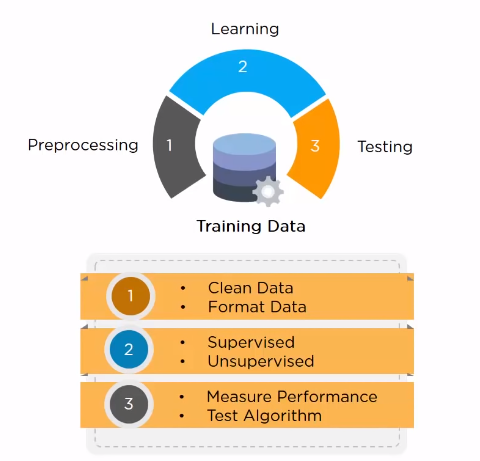 Learning
2
Preprocessing
1
3
Testing
Training Data
1
• Clean Data
• Format Data
2
• Supervised
• Unsupervised
3
• Measure Performance
• Test Algorithm